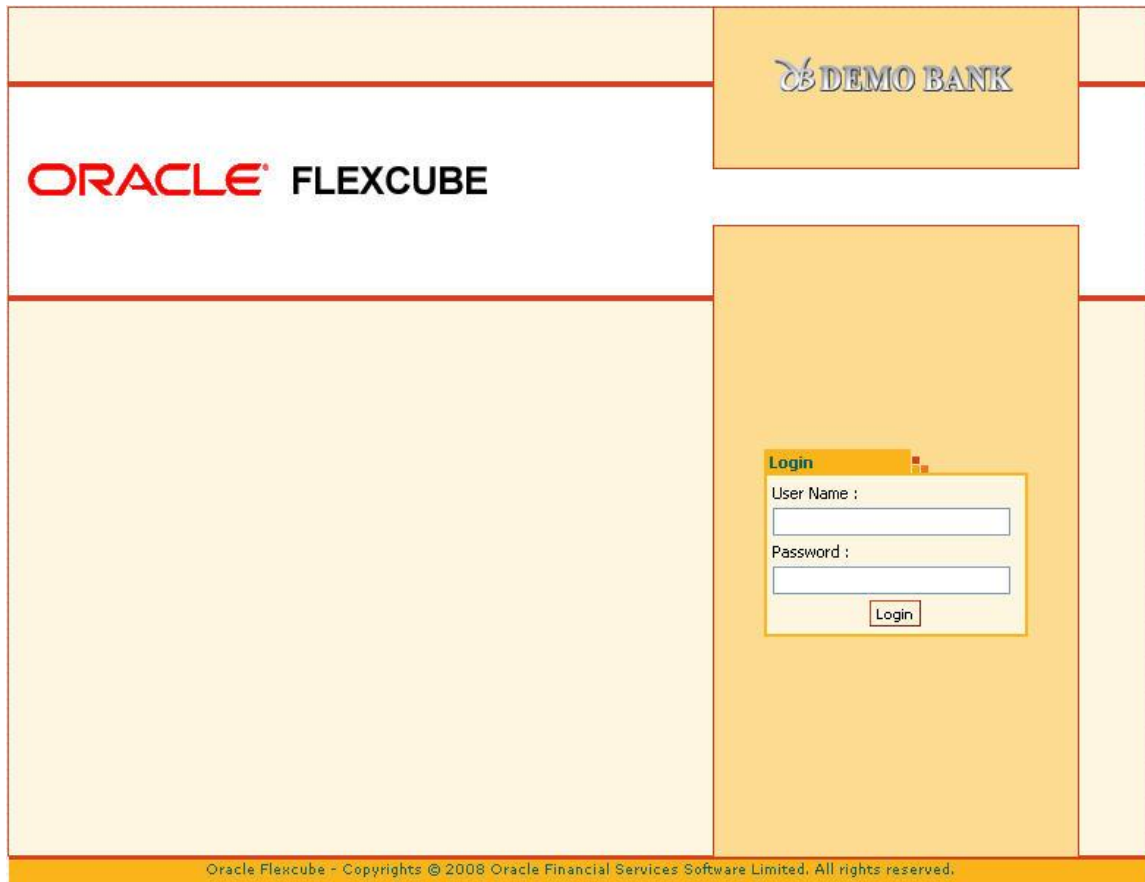 DB DEMO BANK
ORACLE® FLEXCUBE
Login
User Name :
Password :
Login
Oracle Flexcube - Copyrights © 2008 Oracle Financial Services Software Limited. All rights reserved.